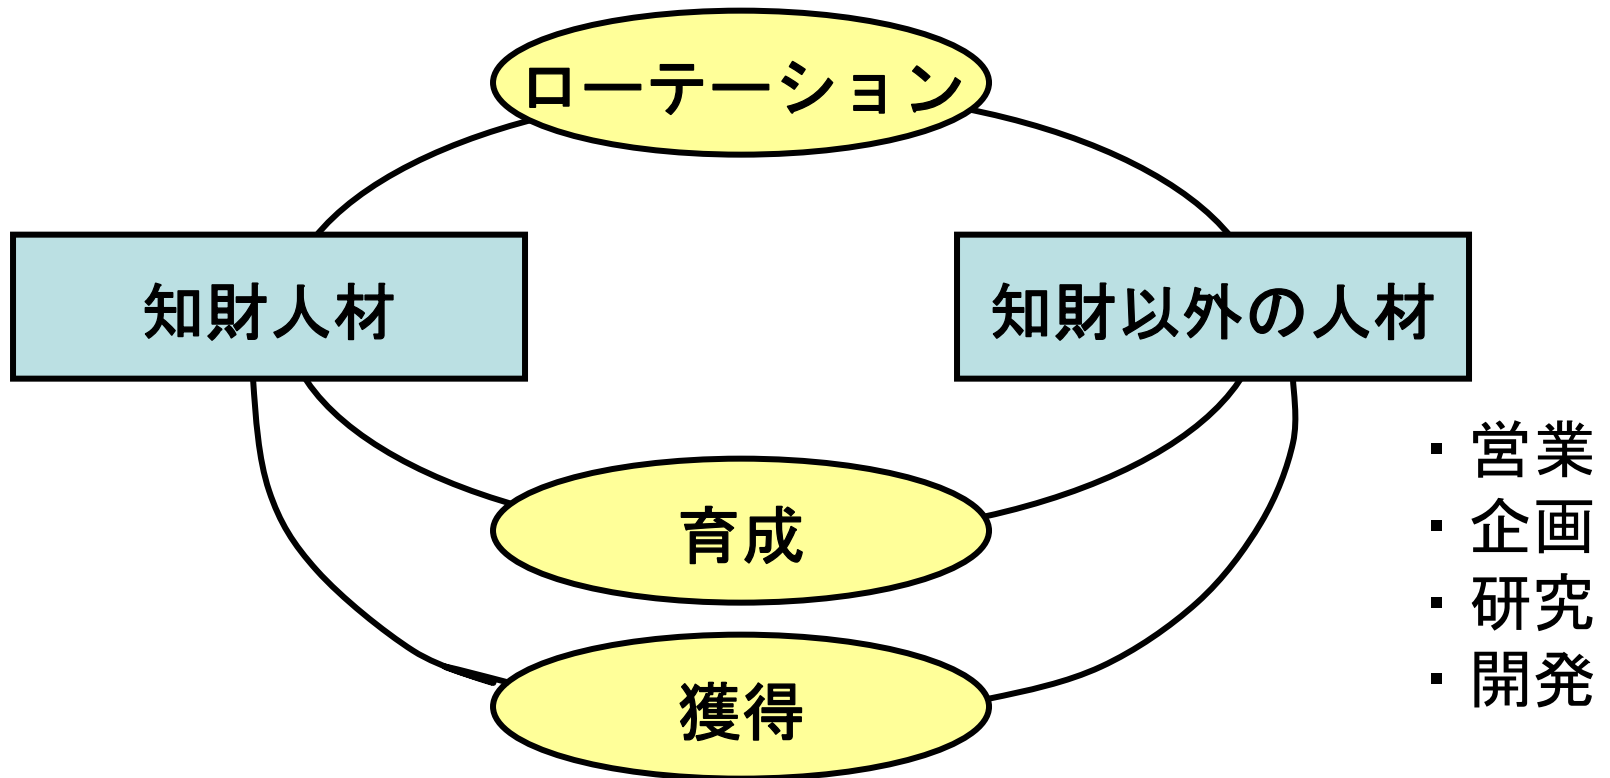 ローテーション
知財人材
知財以外の人材
▪ 営業
▪ 企画
▪ 研究
▪ 開発
育成
獲得